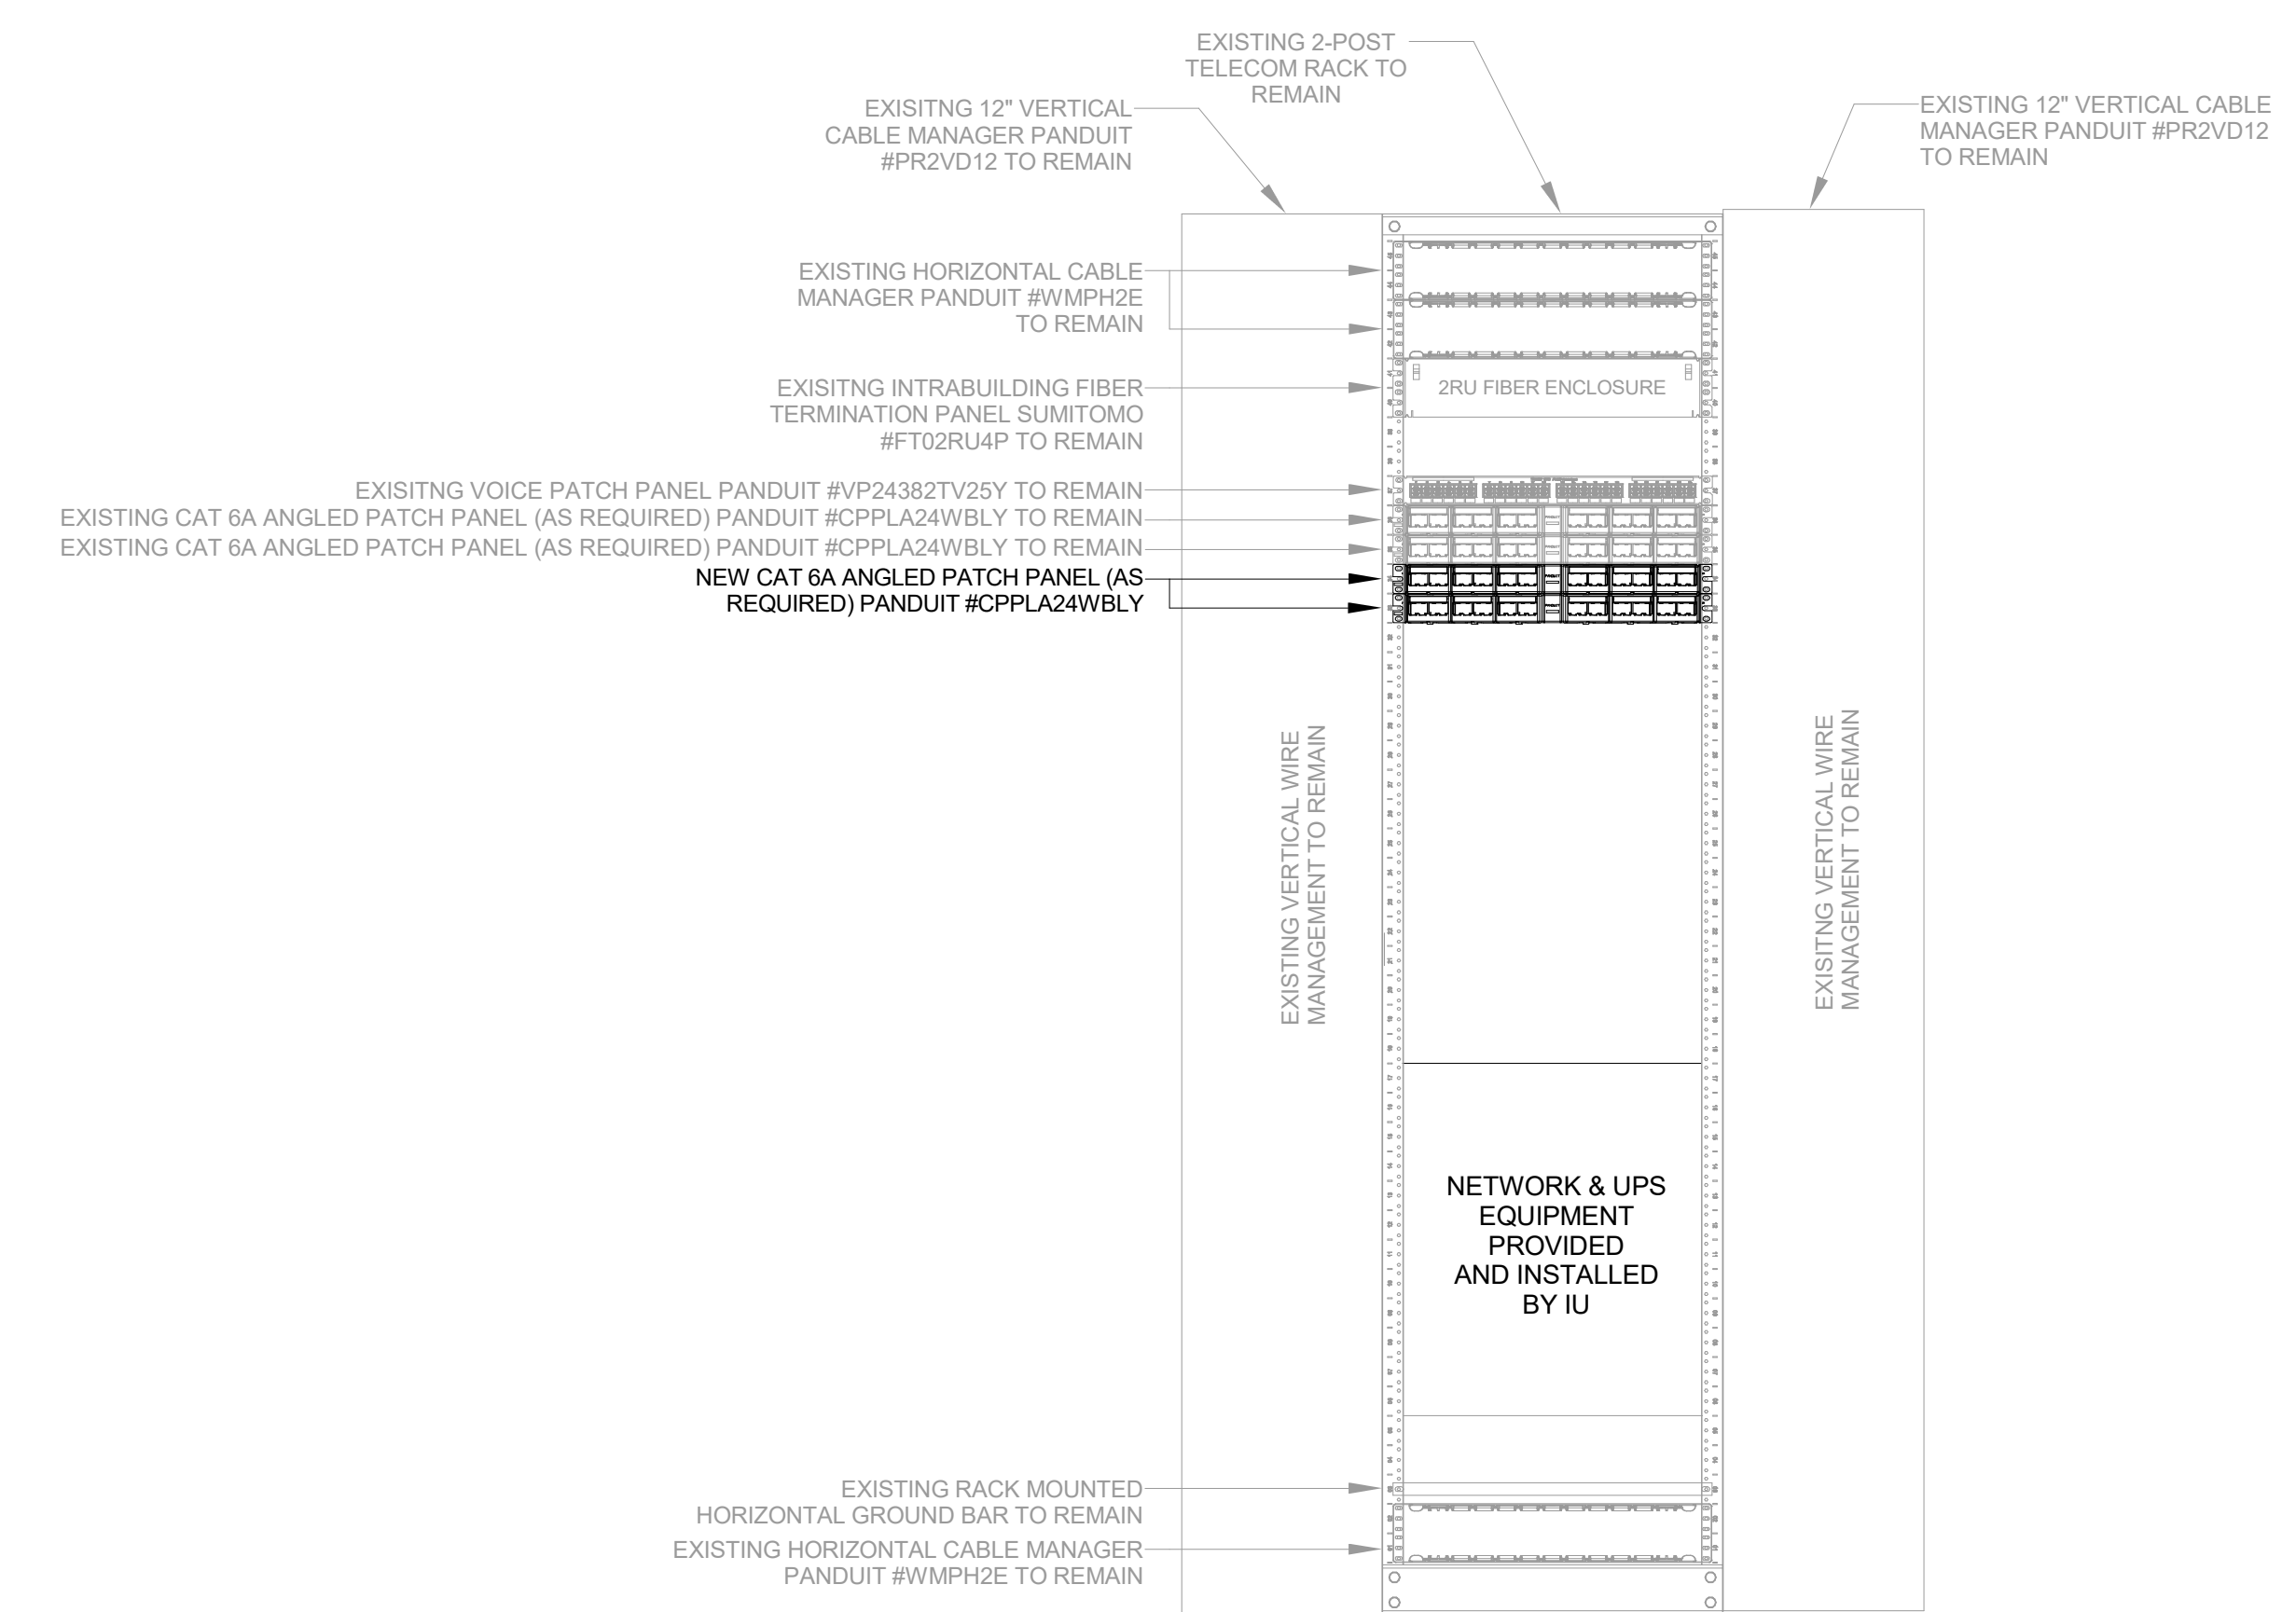 EXISTING 2-POST
TELECOM RACK TO
REMAIN
EXISITNG 12" VERTICAL
CABLE MANAGER PANDUIT
#PR2VD12 TO REMAIN
EXISTING 12" VERTICAL CABLE
MANAGER PANDUIT #PR2VD12
TO REMAIN
EXISTING HORIZONTAL CABLE
MANAGER PANDUIT #WMPH2E
TO REMAIN
EXISITNG INTRABUILDING FIBER
TERMINATION PANEL SUMITOMO
#FT02RU4P TO REMAIN
2RU FIBER ENCLOSURE
EXISITNG VOICE PATCH PANEL PANDUIT #VP24382TV25Y TO REMAIN
EXISTING CAT 6A ANGLED PATCH PANEL (AS REQUIRED) PANDUIT #CPPLA24WBLY TO REMAIN
EXISTING CAT 6A ANGLED PATCH PANEL (AS REQUIRED) PANDUIT #CPPLA24WBLY TO REMAIN
NEW CAT 6A ANGLED PATCH PANEL (AS
REQUIRED) PANDUIT #CPPLA24WBLY
EXISTING VERTICAL WIRE
MANAGEMENT TO REMAIN
EXISITNG VERTICAL WIRE
MANAGEMENT TO REMAIN
NETWORK & UPS
EQUIPMENT
PROVIDED
AND INSTALLED
BY IU
EXISTING RACK MOUNTED
HORIZONTAL GROUND BAR TO REMAIN
EXISTING HORIZONTAL CABLE MANAGER
PANDUIT #WMPH2E TO REMAIN